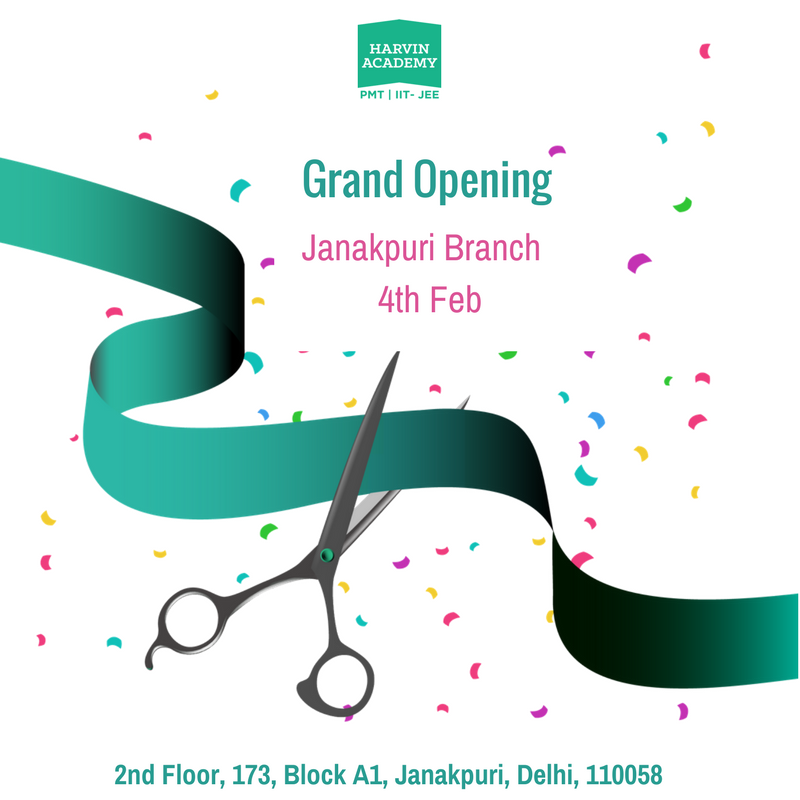 HARVIN
ACADEMY
PMT | IIT- JEE
Grand Opening
Janakpuri Branch
4th Feb
2nd Floor, 173, Block A1, Janakpuri, Delhi, 110058